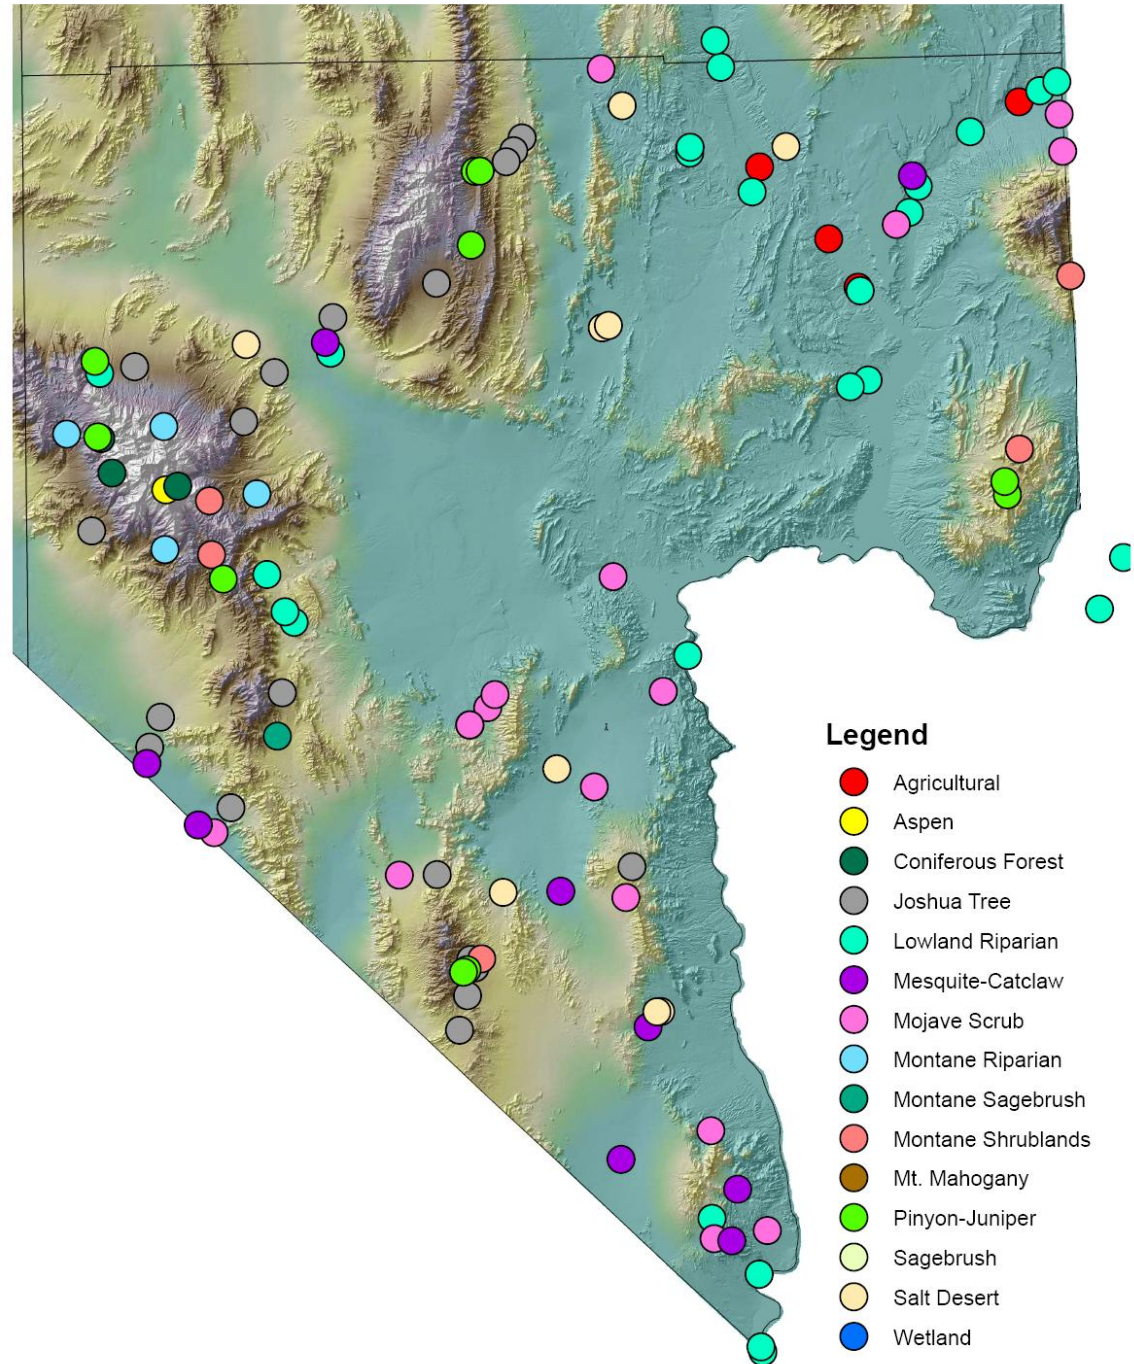 Legend
Agricultural
Aspen
Coniferous Forest
Joshua Tree
Lowland Riparian
Mesquite-Catclaw
Mojave Scrub
Montane Riparian
Montane Sagebrush
Montane Shrublands
Mt. Mahogany
Pinyon-Juniper
Sagebrush
Salt Desert
Wetland